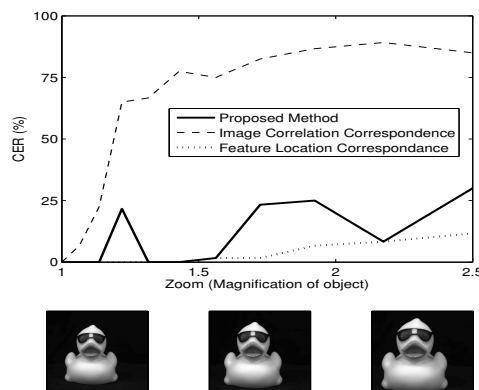 100
75
50
25
0
CER (%)
Proposed Method
Image Correlation Correspondence
Feature Location Correspondance
1
1.5
2
2.5
Zoom (Magnification of object)